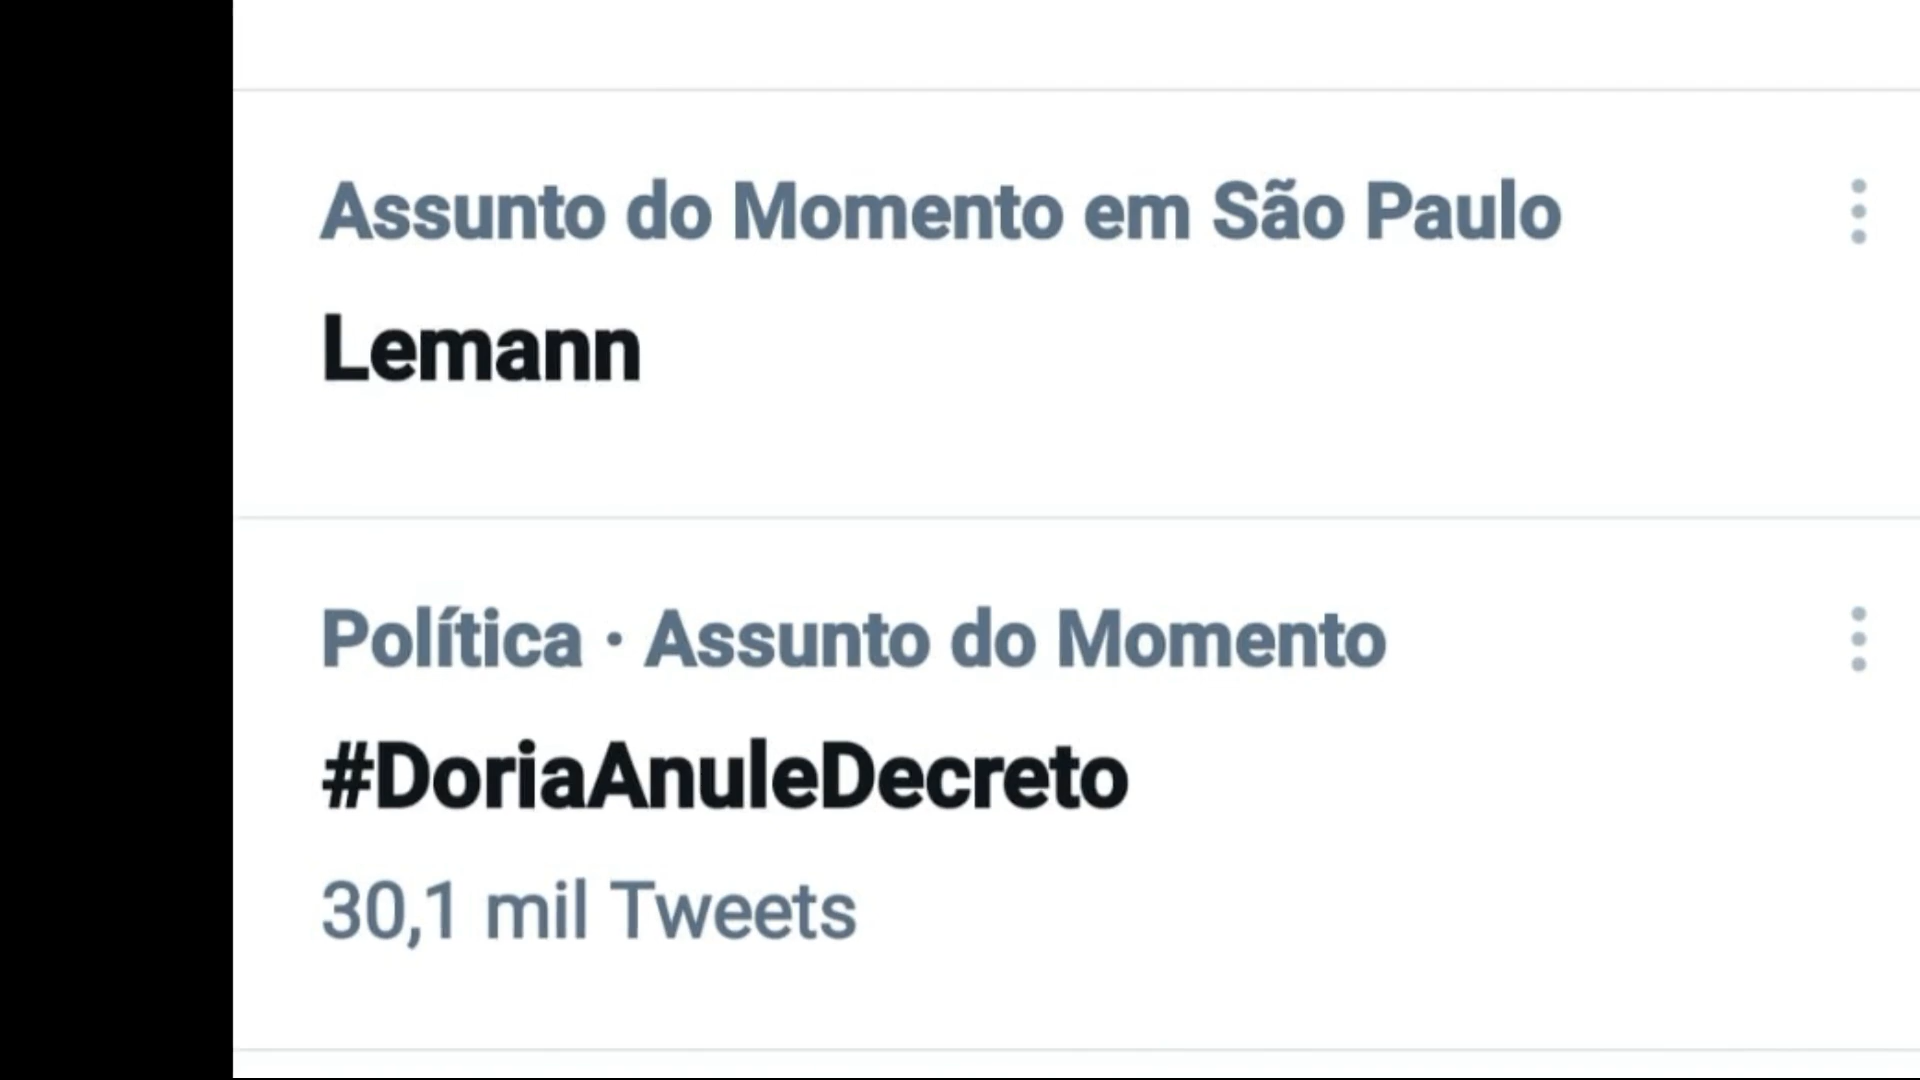 Assunto do Momento em São Paulo
Lemann
Política · Assunto do Momento
#DoriaAnuleDecreto
30,1 mil Tweets